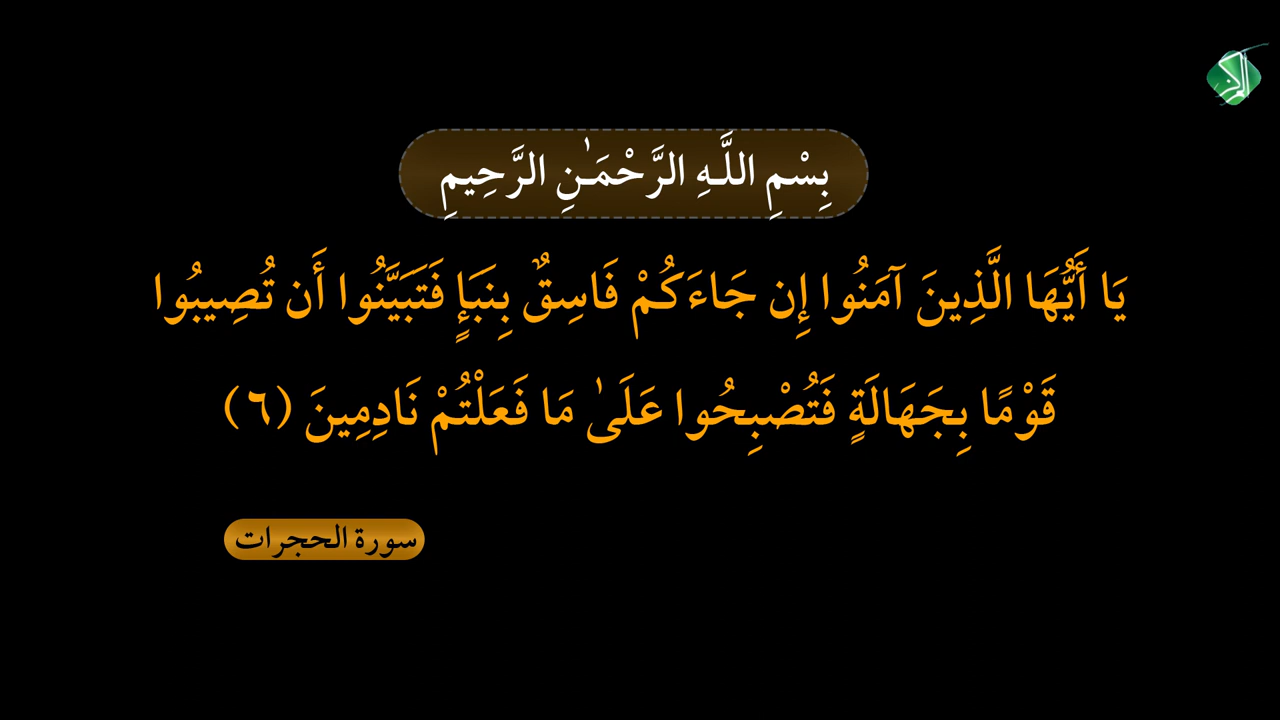 بِسْمِ اللَّـهِ الرَّحْمَـٰنِ الرَّحِيمِ
يَا أَيُّهَا الَّذِينَ آمَنُوا إِن جَاءَكُمْ فَاسِقٌ بِنَبَإٍ فَتَبَيَّنُوا أَن تُصِيبُوا
قَوْمًا بِجَهَالَةٍ فَتُصْبِحُوا عَلَىٰ مَا فَعَلْتُمْ نَادِمِينَ (٦)
سورة الحجرات